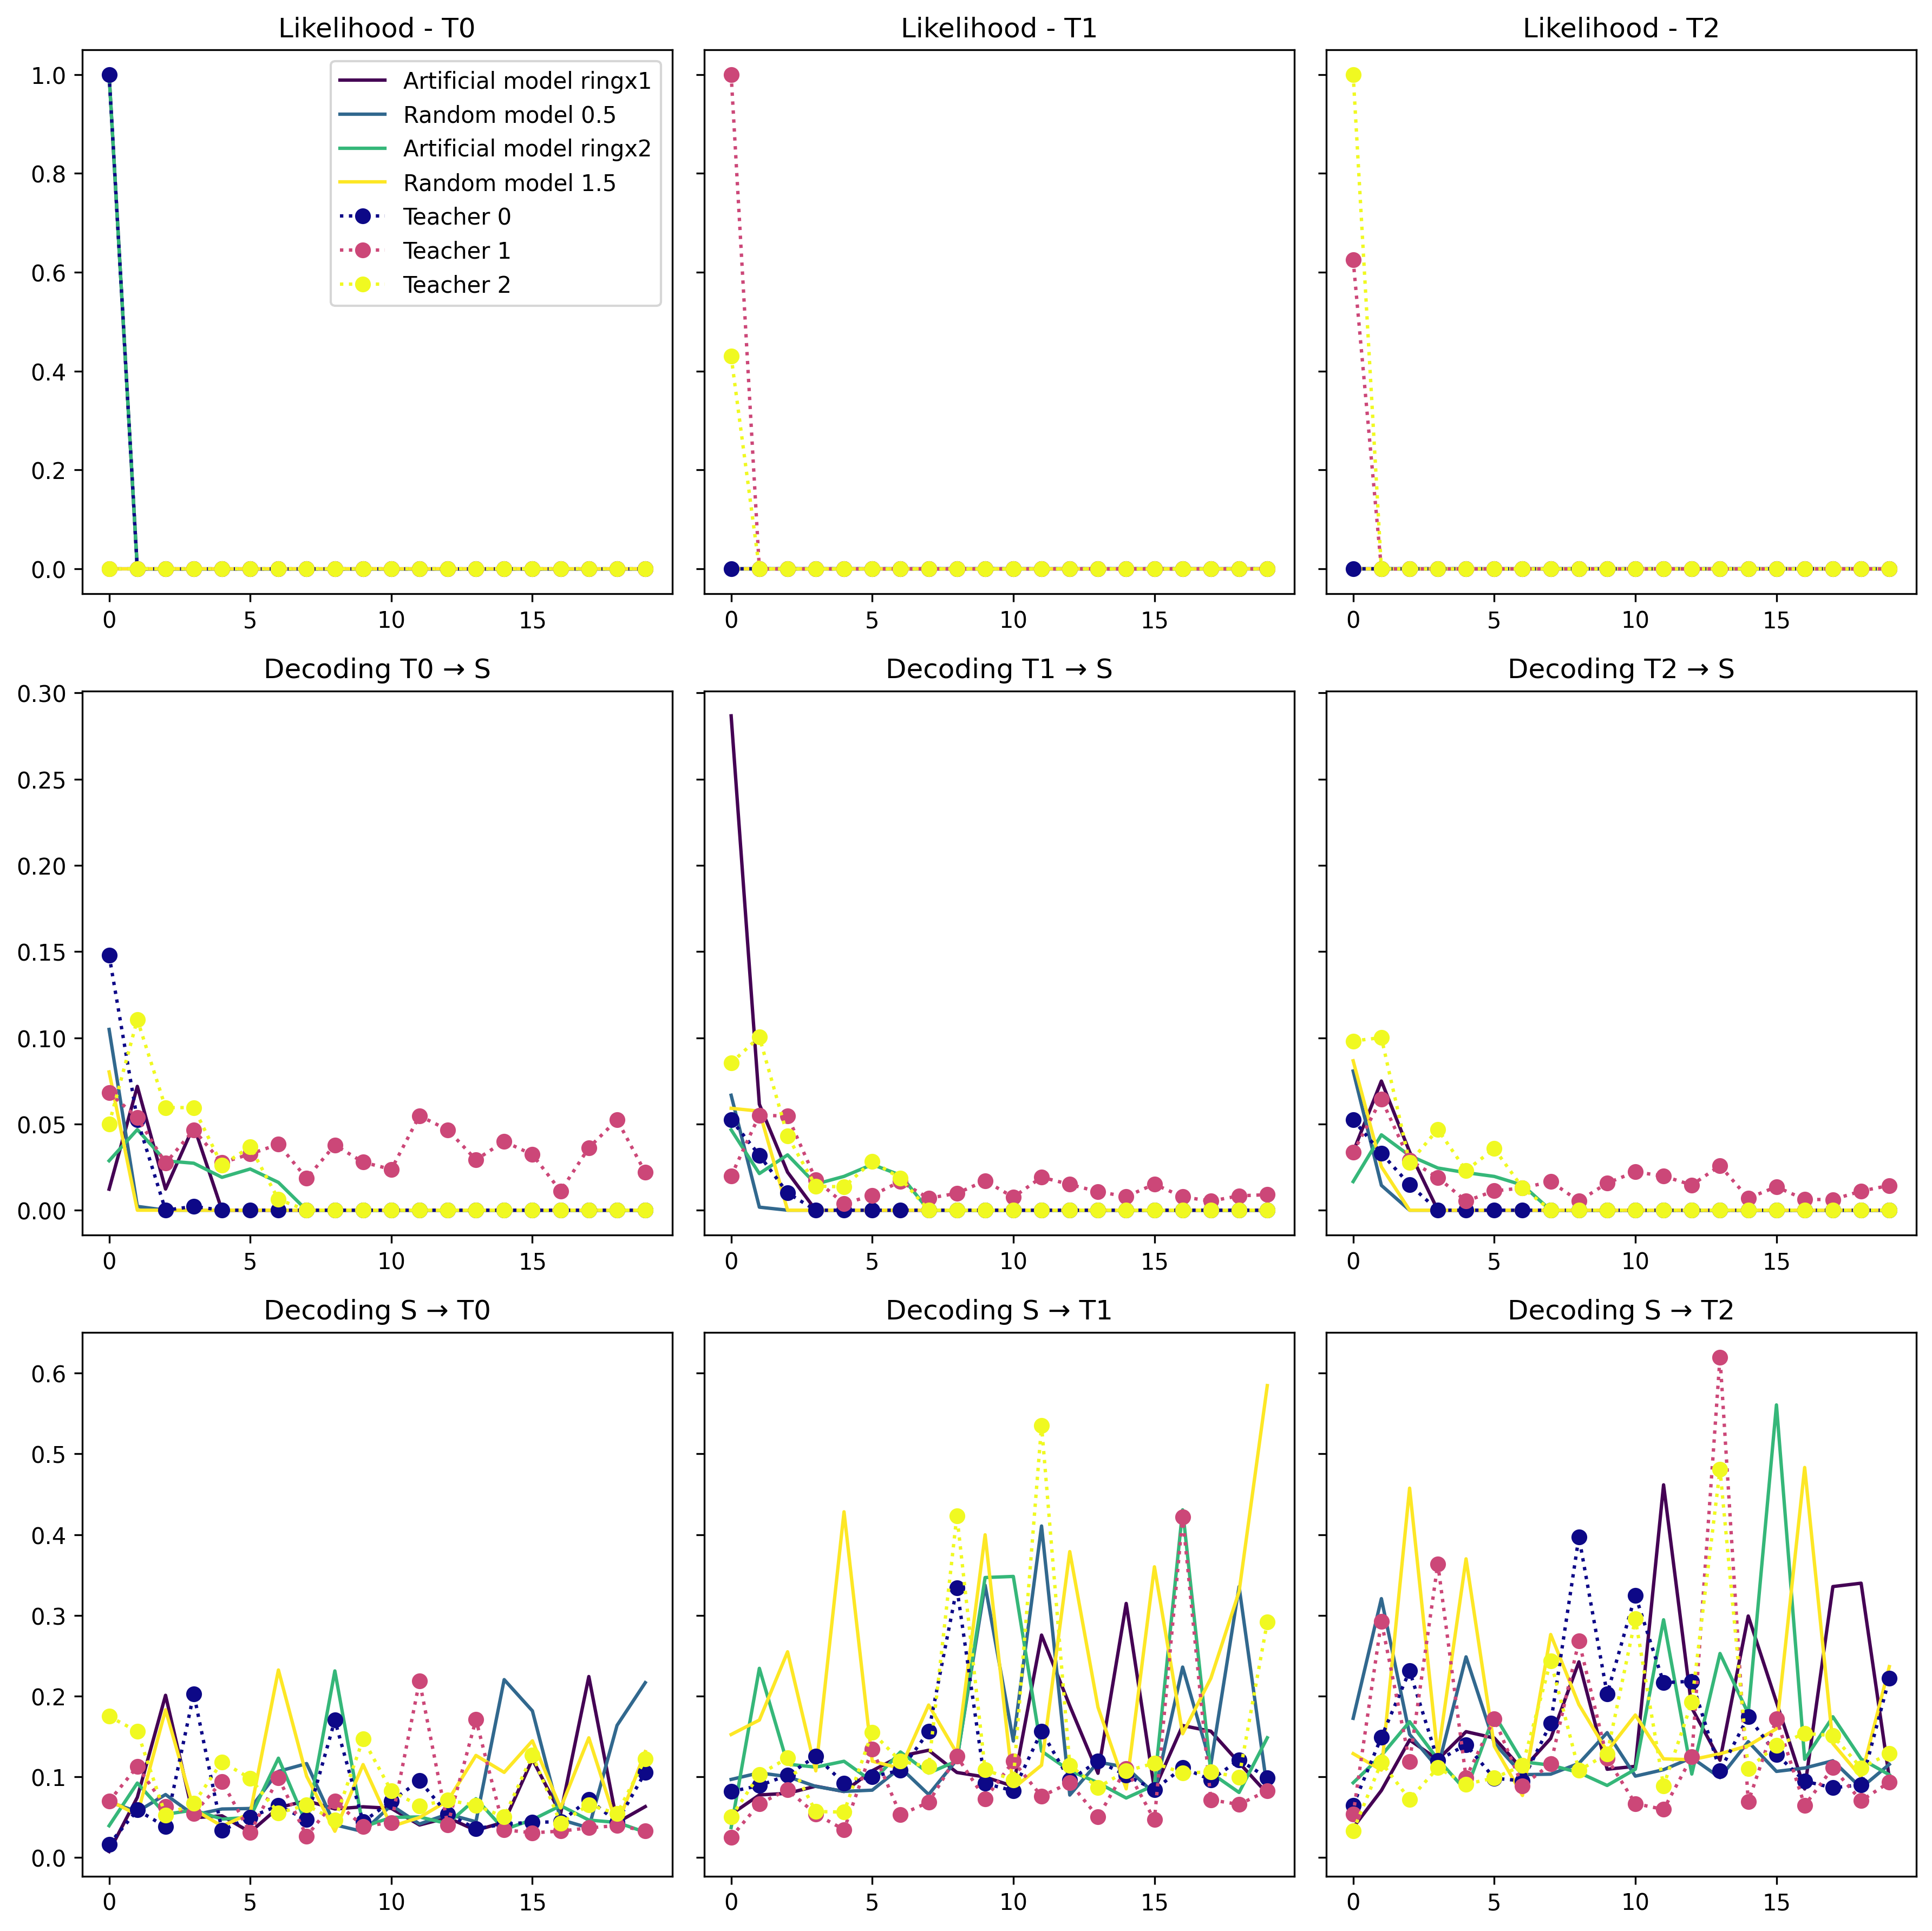 Likelihood - T0
Likelihood - T1
Likelihood - T2
1.0
0.8
0.6
0.4
0.2
0.0
Artificial model ringx1
Random model 0.5
Artificial model ringx2
Random model 1.5
Teacher 0
Teacher 1
Teacher 2
0 5 10 15
0 5 10 15
0 5 10 15
Decoding T0 → S
Decoding T1 → S
Decoding T2 → S
0.30
0.25
0.20
0.15
0.10
0.05
0.00
0 5 10 15
0 5 10 15
0 5 10 15
Decoding S → T0
Decoding S → T1
Decoding S → T2
0.6
0.5
0.4
0.3
0.2
0.1
0.0
0 5 10 15
0 5 10 15
0 5 10 15